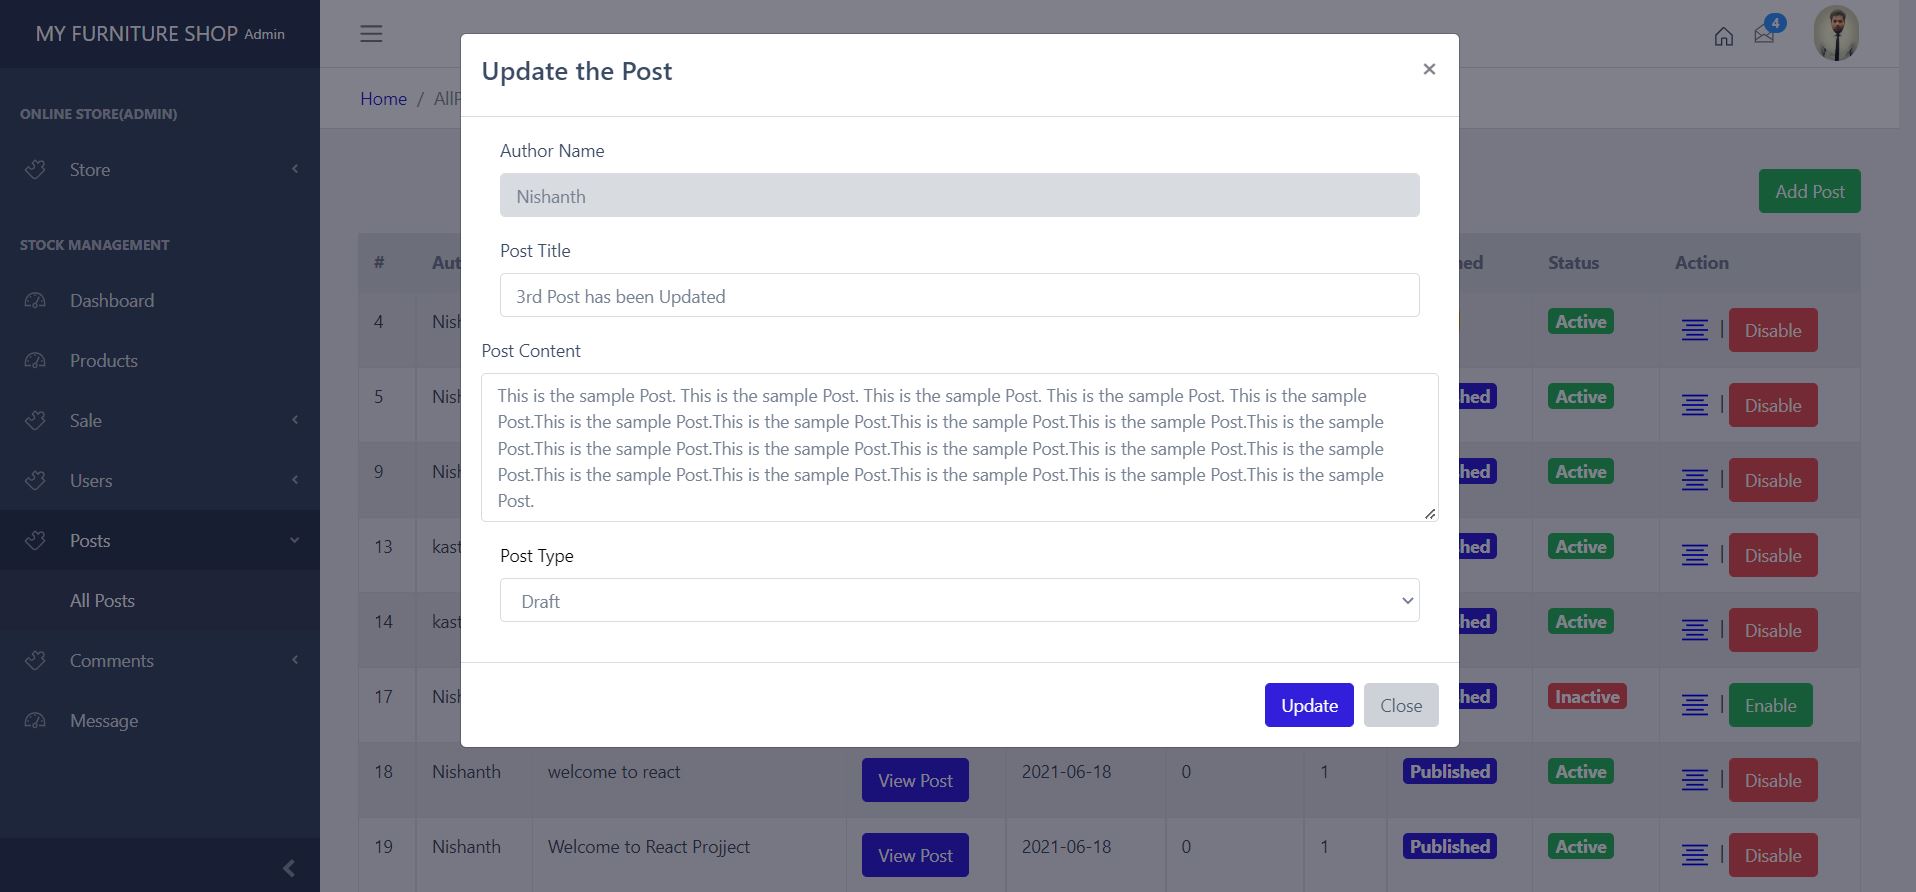 MY FURNITURE SHOP Admin
4
Home / AllP
ONLINE STORE(ADMIN)
Store
STOCK MANAGEMENT
Dashboard
Products
Sale
Users
Posts
All Posts
Comments
Message
Update the Post
×
Author Name
Nishanth
Post Title
3rd Post has been Updated
Post Content
This is the sample Post. This is the sample Post. This is the sample Post. This is the sample Post. This is the sample
Post.This is the sample Post.This is the sample Post.This is the sample Post.This is the sample Post.This is the sample
Post.This is the sample Post.This is the sample Post.This is the sample Post.This is the sample Post.This is the sample
Post.This is the sample Post.This is the sample Post.This is the sample Post.This is the sample Post.This is the sample
Post.
Post Type
Draft
Update Close
Add Post
# Aut hed Status Action
4 Nish Active | Disable
5 Nish hed Active | Disable
9 Nish hed Active | Disable
13 kast hed Active | Disable
14 kast hed Active | Disable
17 Nish hed Inactive | Enable
18 Nishanth welcome to react View Post 2021-06-18 0 1 Published Active | Disable
19 Nishanth Welcome to React Projject View Post 2021-06-18 0 1 Published Active | Disable